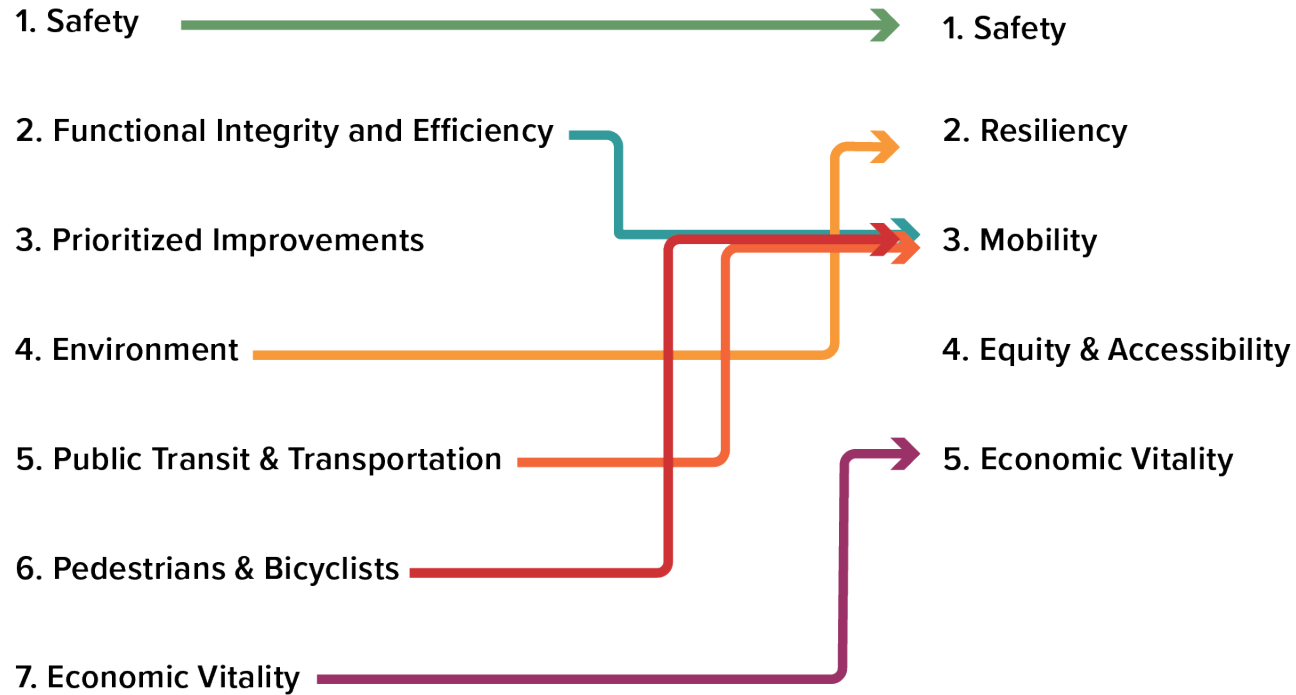 1. Safety
2. Functional Integrity and Efficiency
3. Prioritized Improvements
4. Environment
5. Public Transit & Transportation
6. Pedestrians & Bicyclists
7. Economic Vitality
1. Safety
2. Resiliency
3. Mobility
4. Equity & Accessibility
5. Economic Vitality